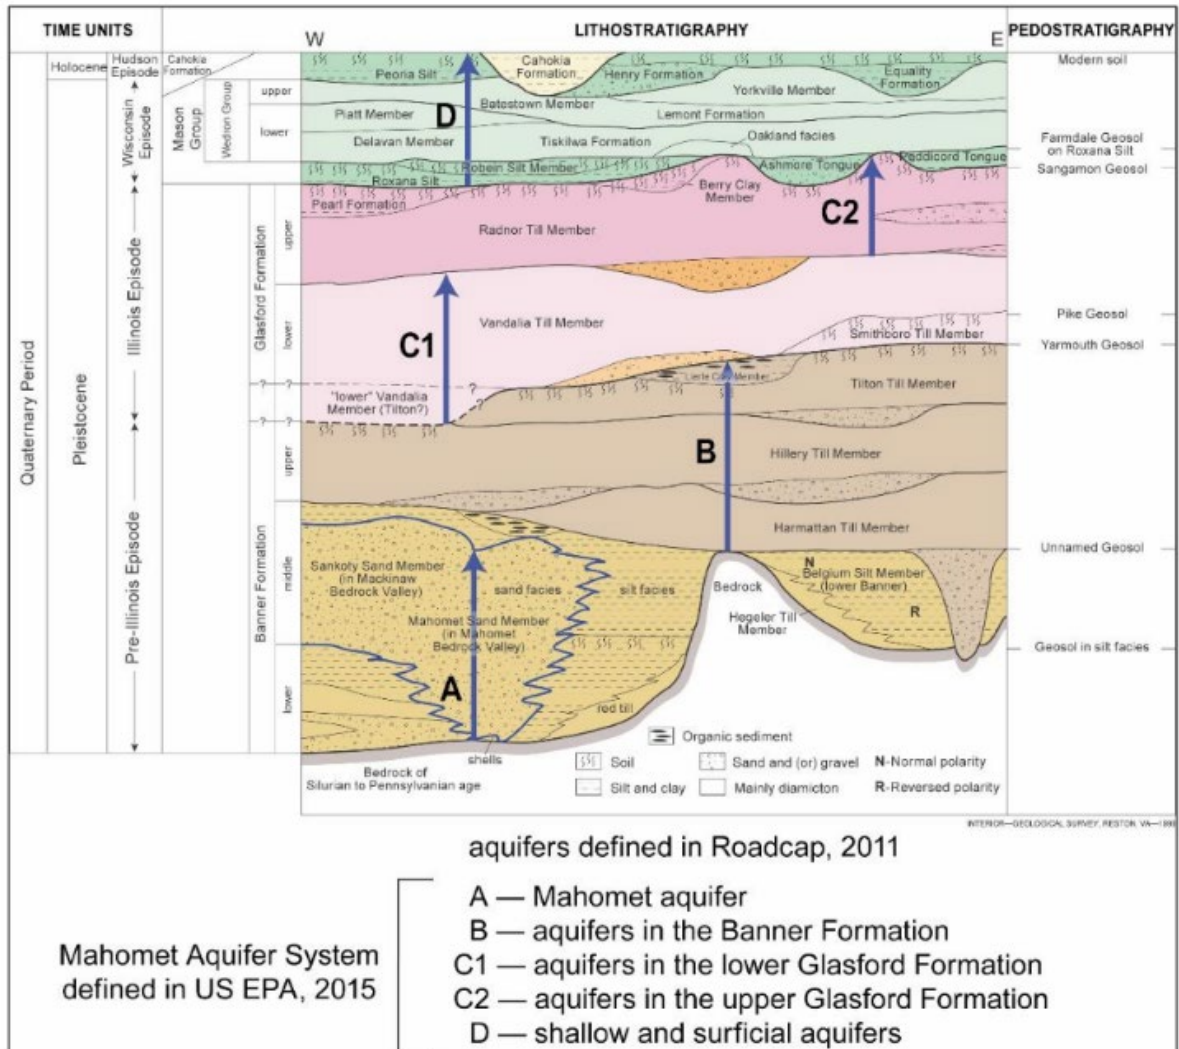 TIME UNITS
LITHOSTRATIGRAPHY
PEDOSTRATIGRAPHY
W
E
Holocene
Hudson
Episode
Cahokia
Formation
Peoria Silt
Cahokia
Formation
Henry Formation
Equality
Formation
Modern soil
Quaternary Period
Pleistocene
Wisconsin
Episode
Mason
Group
Wedron Group
upper
lower
Yorkville Member
Batestown Member
Piatt Member
Lemont Formation
Delavan Member
Tiskilwa Formation
Oakland facies
D
Robein Silt Member
Ashmore Tongue
Peddicord Tongue
Roxana Silt
Farmdale Geosol
on Roxana Silt
Sangamon Geosol
Illinois Episode
Glasford Formation
upper
lower
Pearl Formation
Berry Clay
Member
Radnor Till Member
C2
C1
Vandalia Till Member
Smithboro Till Member
Pike Geosol
Yarmouth Geosol
Lierle Clay Member
? ?
? ?
?
?
"lower" Vandalia
Member (Tilton?)
Tilton Till Member
Pre-Illinois Episode
Banner Formation
upper
middle
lower
B
Hillery Till Member
Harmattan Till Member
Unnamed Geosol
Sankoty Sand Member
(in Mackinaw
Bedrock Valley)
sand facies
silt facies
Mahomet Sand Member
(in Mahomet
Bedrock Valley)
A
Bedrock
N
Belgium Silt Member
(lower Banner)
R
Hegeler Till
Member
Geosol in silt facies
red till
shells
Bedrock of
Silurian to Pennsylvanian age
Organic sediment
Soil
Sand and (or) gravel
N-Normal polarity
Silt and clay
Mainly diamicton
R-Reversed polarity
INTERIOR—GEOLOGICAL SURVEY, RESTON, VA—
aquifers defined in Roadcap, 2011
Mahomet Aquifer System
defined in US EPA, 2015
A — Mahomet aquifer
B — aquifers in the Banner Formation
C1 — aquifers in the lower Glasford Formation
C2 — aquifers in the upper Glasford Formation
D — shallow and surficial aquifers